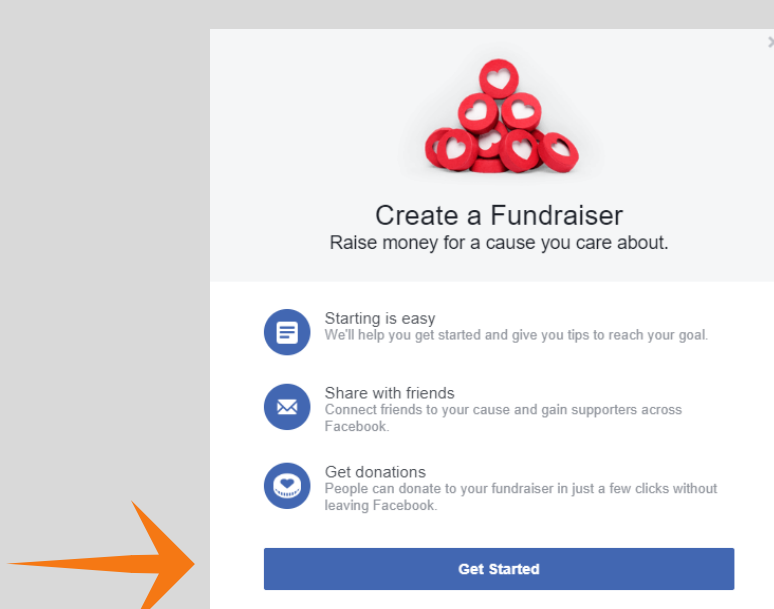 Create a Fundraiser
Raise money for a cause you care about.
Starting is easy
We'll help you get started and give you tips to reach your goal.
Share with friends
Connect friends to your cause and gain supporters across
Facebook.
Get donations
People can donate to your fundraiser in just a few clicks without
leaving Facebook.
Get Started